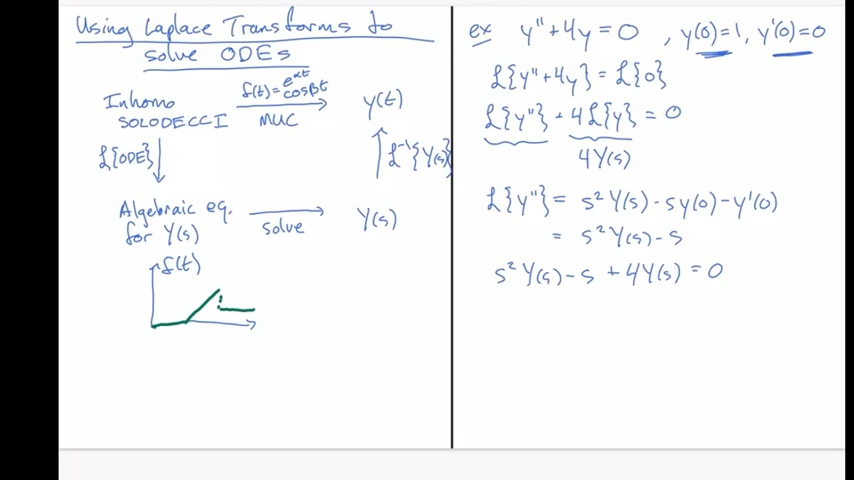 Using Laplace Transforms to
solve ODEs
Inhomo
SOLODECCI
f(t)=e^αt
cosβt
MUC
y(t)
ℒ{ODE}
ℒ⁻¹{Y(s)}
Algebraic eq.
for Y(s)
solve
Y(s)
f(t)
ex y''+4y=0 , y(0)=1, y'(0)=0
ℒ{y''+4y}=ℒ{0}
ℒ{y''}+4ℒ{y}=0
4Y(s)
ℒ{y''}= s²Y(s)-sy(0)-y'(0)
= s²Y(s)-s
s²Y(s)-s+4Y(s)=0